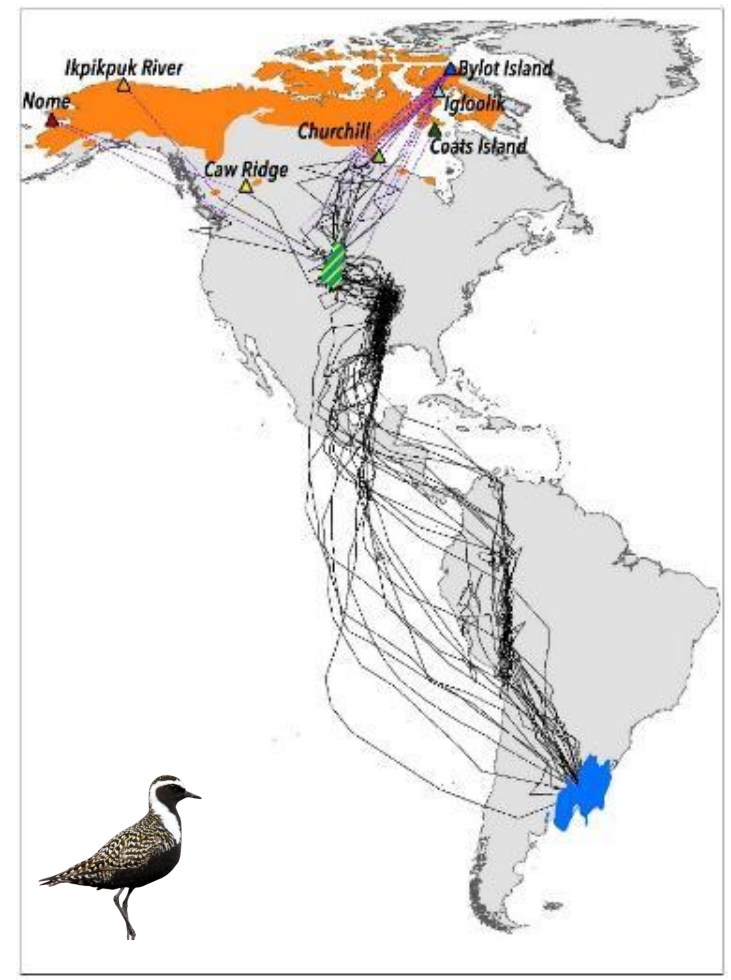 Ikpikpuk River
Bylot Island
Nome
Igloolik
Churchill
Coats Island
Caw Ridge